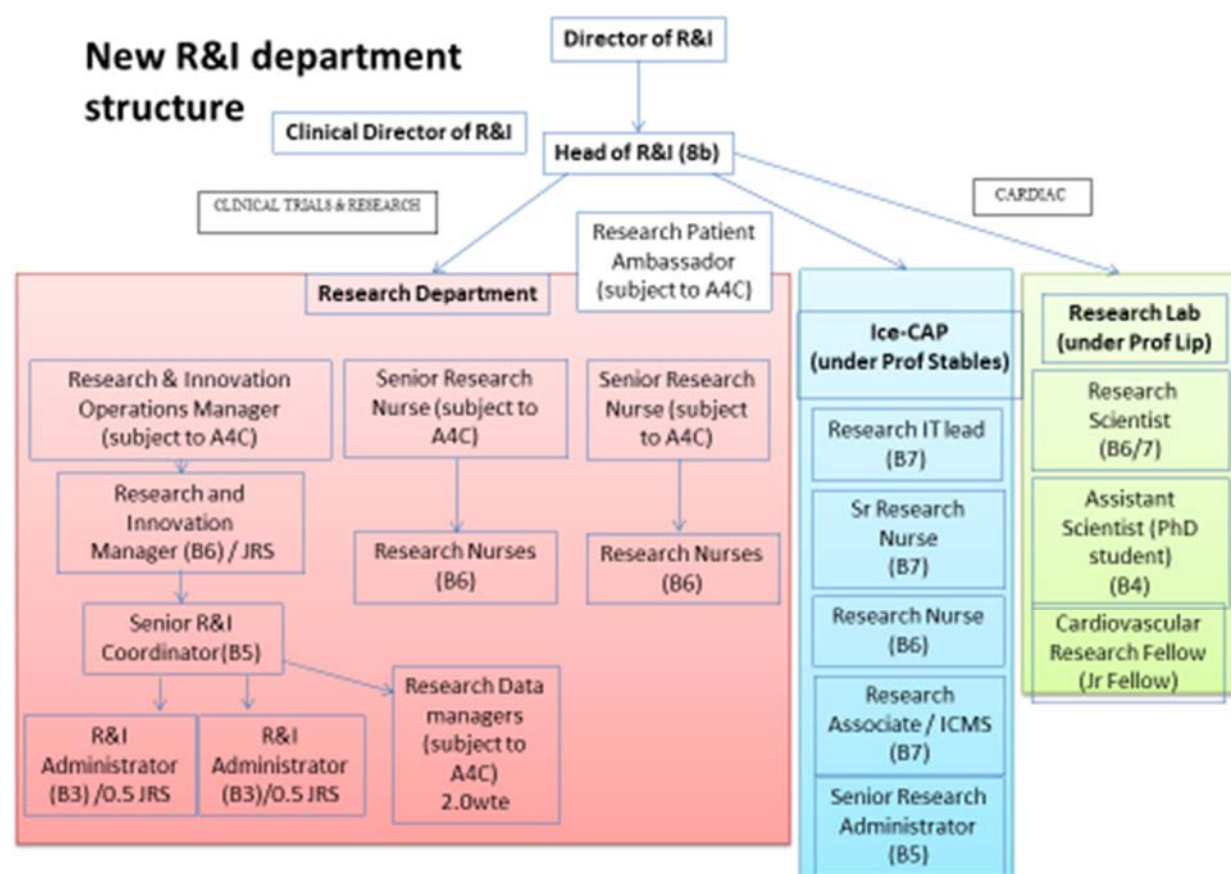 New R&I department
structure
Director of R&I
Clinical Director of R&I
Head of R&I (8b)
CLINICAL TRIALS & RESEARCH
CARDIAC
Research Patient
Ambassador
(subject to A4C)
Research Department
Research & Innovation
Operations Manager
(subject to A4C)
Research and
Innovation
Manager (B6) / JRS
Senior R&I
Coordinator(B5)
R&I
Administrator
(B3) /0.5 JRS
R&I
Administrator
(B3)/0.5 JRS
Research Data
managers
(subject to
A4C)
2.0wte
Senior Research
Nurse (subject to
A4C)
Research Nurses
(B6)
Senior Research
Nurse (subject
to A4C)
Research Nurses
(B6)
Ice-CAP
(under Prof Stables)
Research IT lead
(B7)
Sr Research
Nurse
(B7)
Research Nurse
(B6)
Research
Associate / ICMS
(B7)
Senior Research
Administrator
(B5)
Research Lab
(under Prof Lip)
Research
Scientist
(B6/7)
Assistant
Scientist (PhD
student)
(B4)
Cardiovascular
Research Fellow
(Jr Fellow)